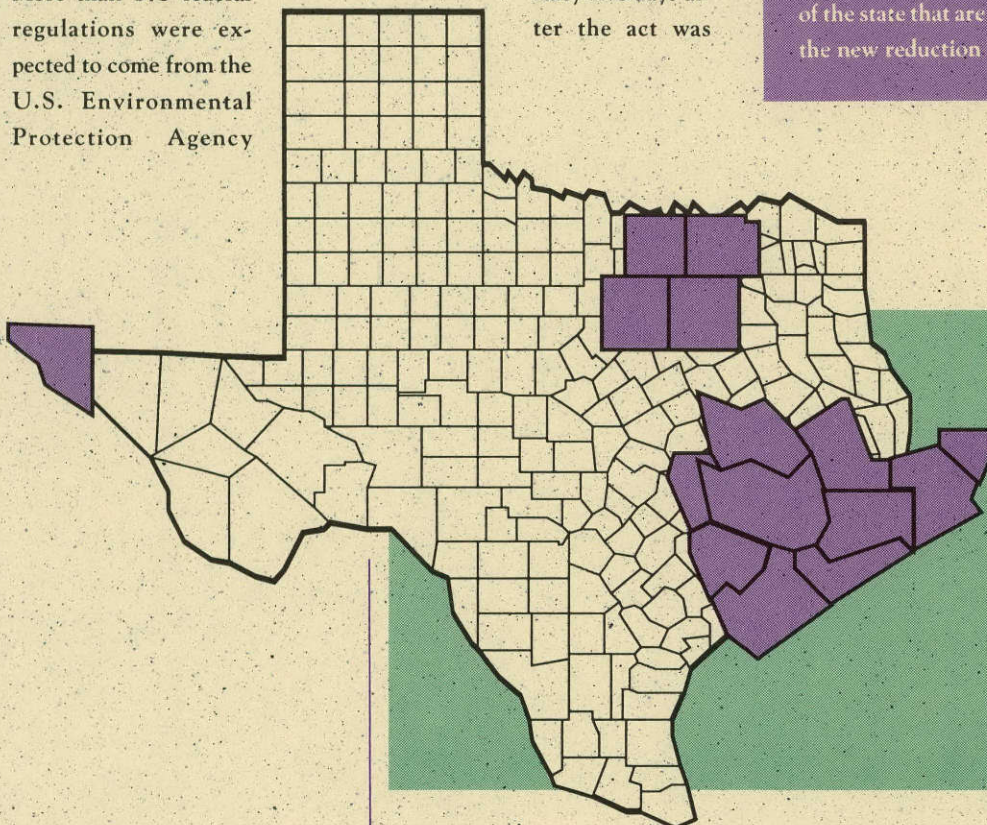 regulations were ex-
pected to come from the
U.S. Environmental
Protection Agency
ter the act was
of the state that are
the new reduction